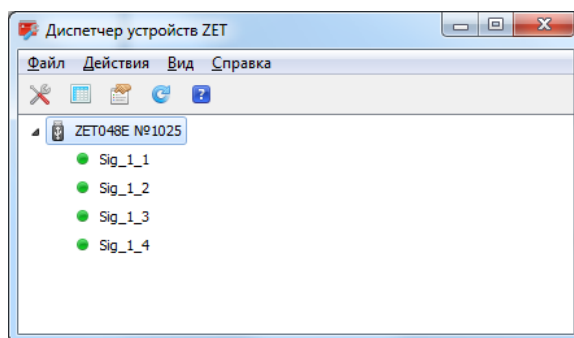 Диспетчер устройств ZET
Файл Действия Вид Справка
ZET048E №1025
Sig_1_1
Sig_1_2
Sig_1_3
Sig_1_4